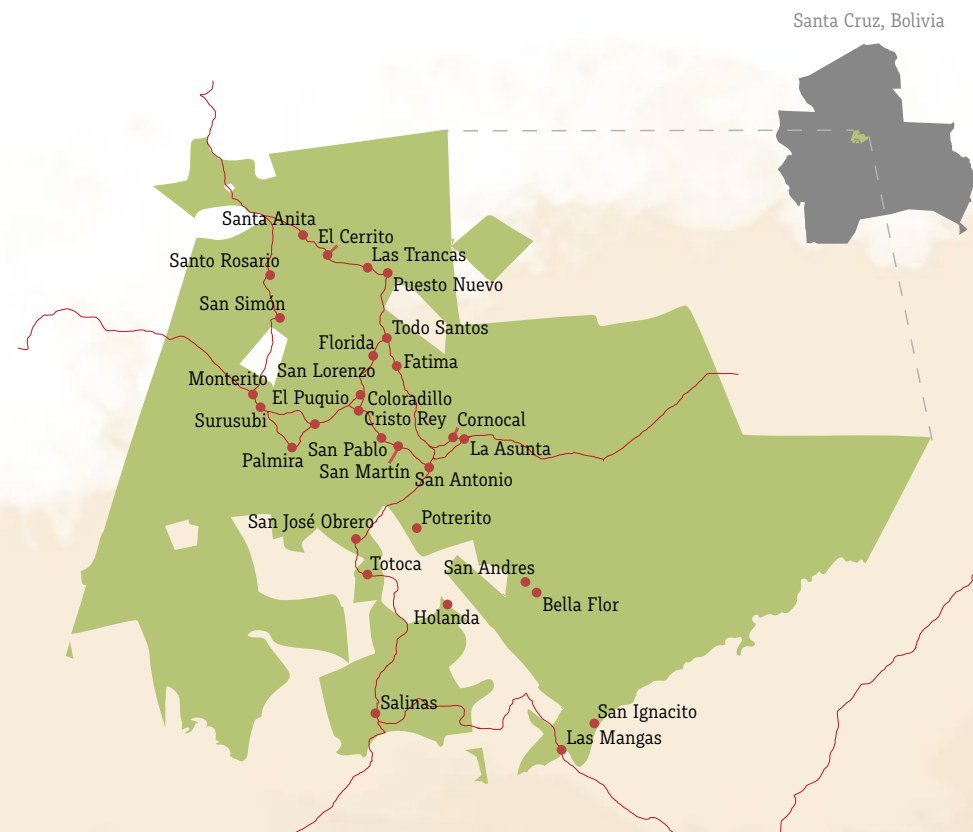 Santa Cruz, Bolivia
Santa Anita
El Cerrito
Las Trancas
Santo Rosario
Puesto Nuevo
San Simón
Todo Santos
Florida
Fatima
San Lorenzo
Monterito
El Puquio
Coloradillo
Surusubi
Cristo Rey
Cornocal
San Pablo
La Asunta
Palmira
San Martín
San Antonio
San José Obrero
Potrerito
Totoca
San Andres
Bella Flor
Holanda
Salinas
San Ignacito
Las Mangas